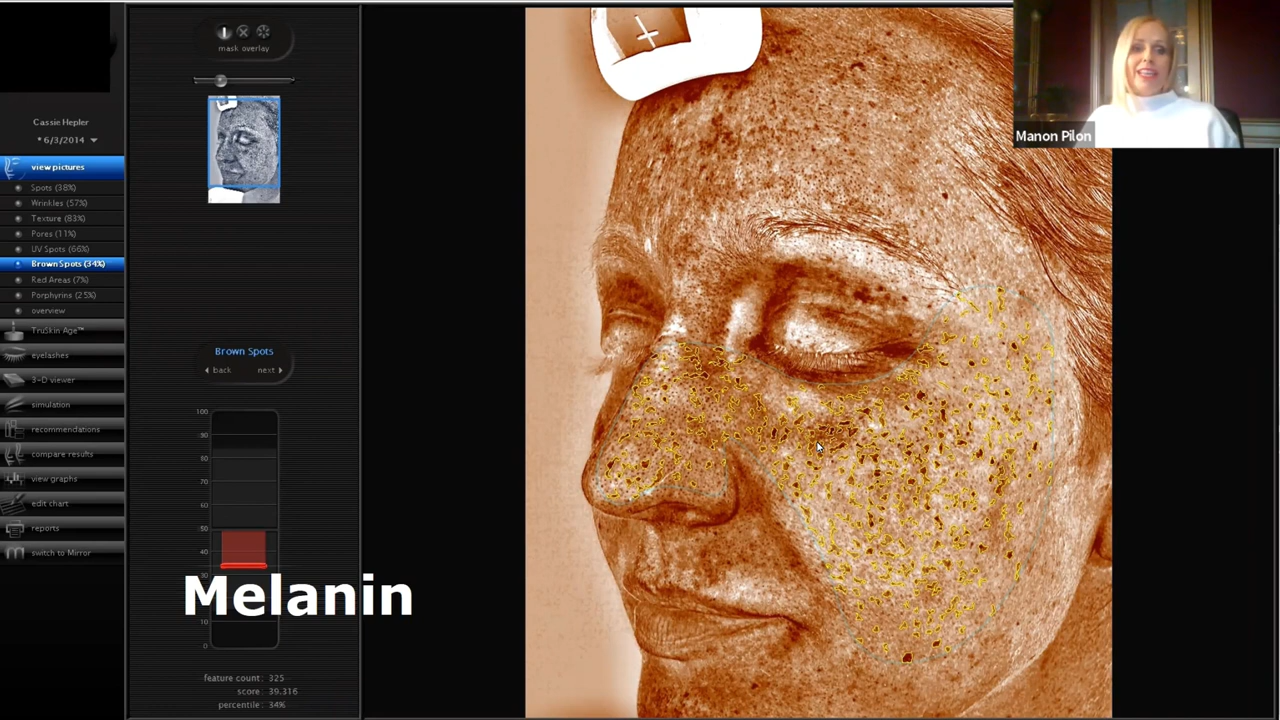 mask overlay
Cassie Hepler
* 6/3/2014
view pictures
Spots (38%)
Wrinkles (57%)
Texture (83%)
Pores (11%)
UV Spots (66%)
Brown Spots (34%)
Red Areas (7%)
Porphyrins (25%)
overview
TruSkin Age™
eyelashes
3-D viewer
simulation
recommendations
compare results
view graphs
edit chart
reports
switch to Mirror
Brown Spots
back next
100
90
80
70
60
50
40
30
10
0
Melanin
feature count: 325
score: 39.316
percentile: 34%
Manon Pilon